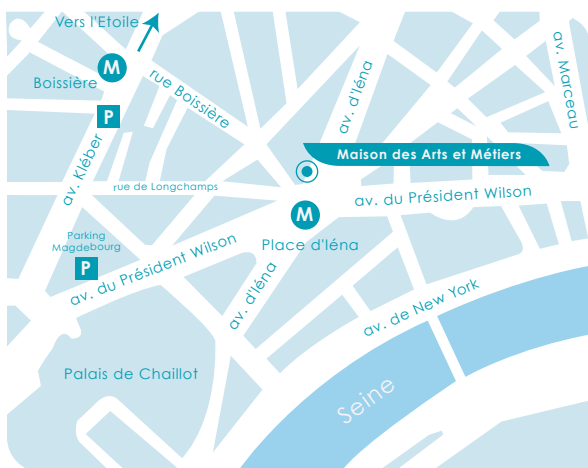 Vers l'Etoile
M
Boissière
P
rue Boissière
av. d'Iéna
av. Marceau
av. Kléber
Maison des Arts et Métiers
rue de Longchamps
av. du Président Wilson
M
Place d'Iéna
Parking
Magdebourg
P
av. du Président Wilson
av. d'Iéna
av. de New York
Palais de Chaillot
Seine